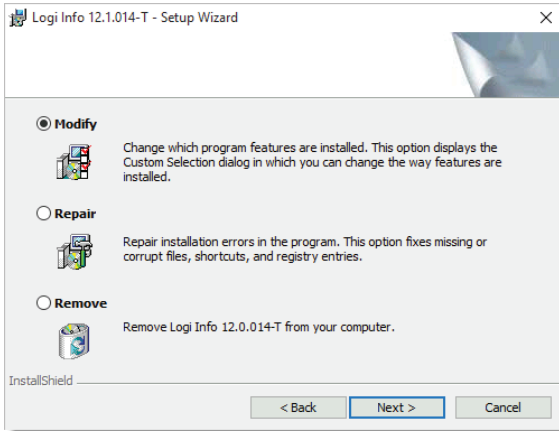 Logi Info 12.1.014-T - Setup Wizard
Modify
Change which program features are installed. This option displays the
Custom Selection dialog in which you can change the way features are
installed.
Repair
Repair installation errors in the program. This option fixes missing or
corrupt files, shortcuts, and registry entries.
Remove
Remove Logi Info 12.0.014-T from your computer.
InstallShield
< Back Next > Cancel